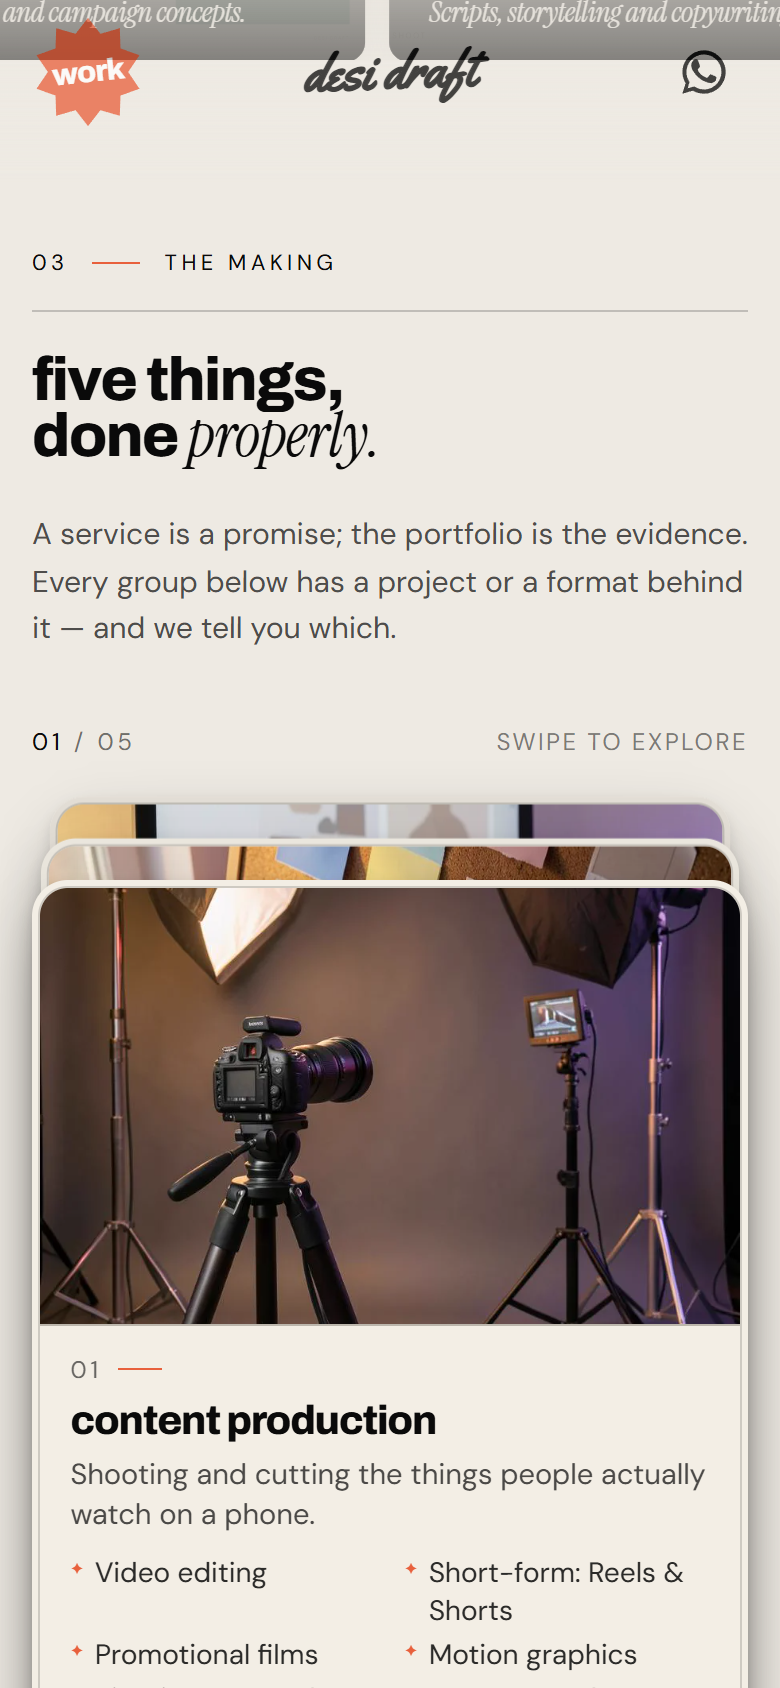 and campaign concepts.
Scripts, storytelling and copywritin
work
desi draft
03 — THE MAKING
five things,
done properly.
A service is a promise; the portfolio is the evidence.
Every group below has a project or a format behind
it — and we tell you which.
01 / 05
SWIPE TO EXPLORE
01
content production
Shooting and cutting the things people actually
watch on a phone.
Video editing
Short-form: Reels &
Shorts
Promotional films
Motion graphics